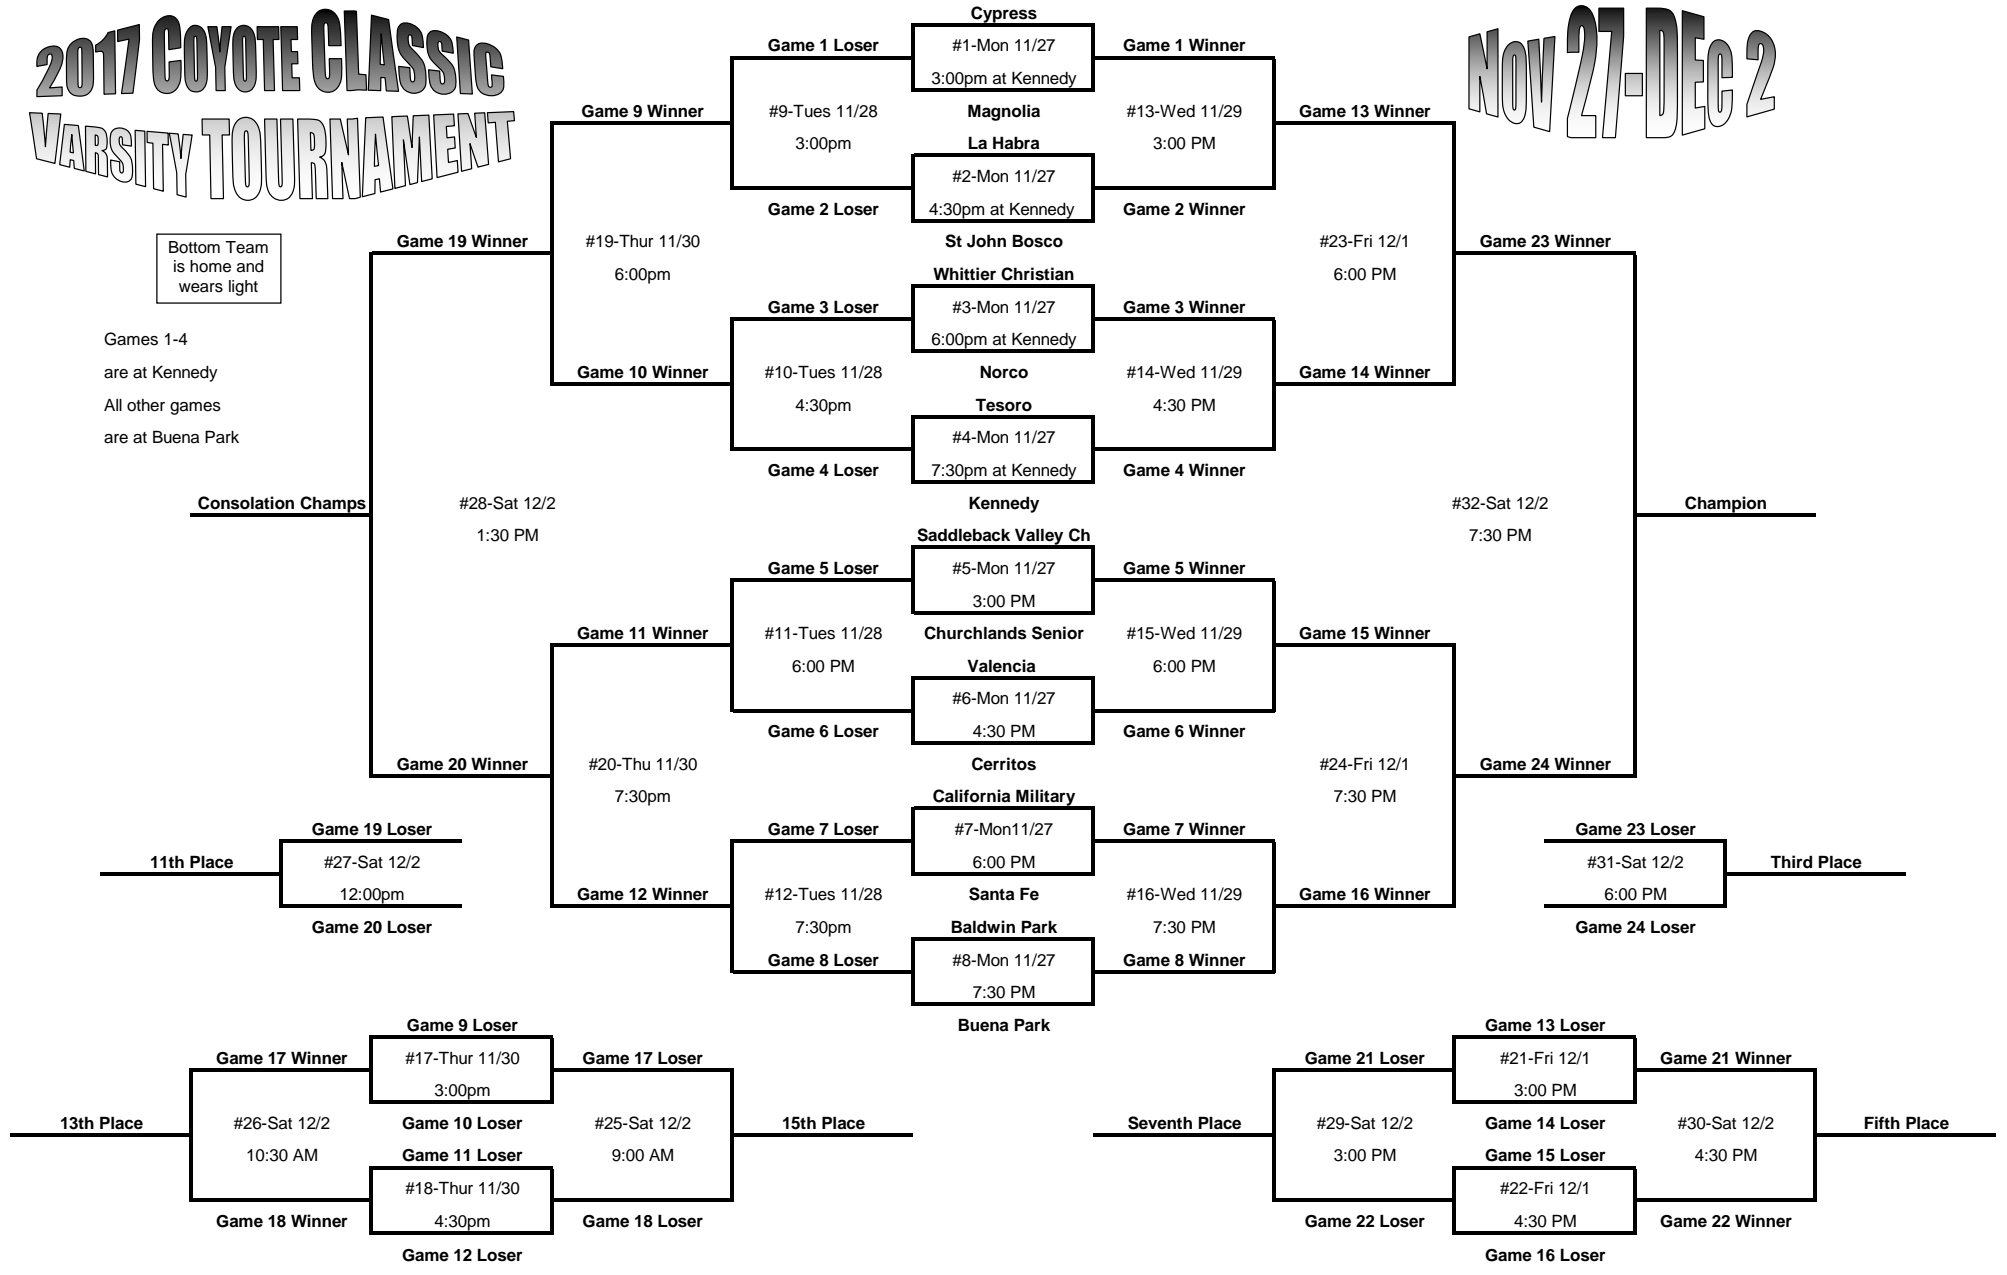 2017 COYOTE CLASSIC
VARSITY TOURNAMENT
Nov 27-DEc 2
Bottom Team
is home and
wears light
Games 1-4
are at Kennedy
All other games
are at Buena Park
Cypress
Game 1 Loser #1-Mon 11/27 Game 1 Winner
3:00pm at Kennedy
Game 9 Winner #9-Tues 11/28 Magnolia #13-Wed 11/29 Game 13 Winner
3:00pm La Habra 3:00 PM
#2-Mon 11/27
Game 2 Loser 4:30pm at Kennedy Game 2 Winner
Game 19 Winner #19-Thur 11/30 St John Bosco #23-Fri 12/1 Game 23 Winner
6:00pm Whittier Christian 6:00 PM
Game 3 Loser #3-Mon 11/27 Game 3 Winner
6:00pm at Kennedy
Game 10 Winner #10-Tues 11/28 Norco #14-Wed 11/29 Game 14 Winner
4:30pm Tesoro 4:30 PM
#4-Mon 11/27
Game 4 Loser 7:30pm at Kennedy Game 4 Winner
Consolation Champs #28-Sat 12/2 Kennedy #32-Sat 12/2 Champion
1:30 PM Saddleback Valley Ch 7:30 PM
Game 5 Loser #5-Mon 11/27 Game 5 Winner
3:00 PM
Game 11 Winner #11-Tues 11/28 Churchlands Senior #15-Wed 11/29 Game 15 Winner
6:00 PM Valencia 6:00 PM
#6-Mon 11/27
Game 6 Loser 4:30 PM Game 6 Winner
Game 20 Winner #20-Thu 11/30 Cerritos #24-Fri 12/1 Game 24 Winner
7:30pm California Military 7:30 PM
Game 19 Loser Game 7 Loser #7-Mon11/27 Game 7 Winner Game 23 Loser
11th Place #27-Sat 12/2 6:00 PM #31-Sat 12/2 Third Place
12:00pm Game 12 Winner #12-Tues 11/28 Santa Fe #16-Wed 11/29 Game 16 Winner 6:00 PM
Game 20 Loser 7:30pm Baldwin Park 7:30 PM Game 24 Loser
Game 8 Loser #8-Mon 11/27 Game 8 Winner
7:30 PM
Game 9 Loser Buena Park Game 13 Loser
Game 17 Winner #17-Thur 11/30 Game 17 Loser Game 21 Loser #21-Fri 12/1 Game 21 Winner
3:00pm 3:00 PM
13th Place #26-Sat 12/2 Game 10 Loser #25-Sat 12/2 15th Place Seventh Place #29-Sat 12/2 Game 14 Loser #30-Sat 12/2 Fifth Place
10:30 AM Game 11 Loser 9:00 AM 3:00 PM Game 15 Loser 4:30 PM
#18-Thur 11/30 #22-Fri 12/1
Game 18 Winner 4:30pm Game 18 Loser Game 22 Loser 4:30 PM Game 22 Winner
Game 12 Loser Game 16 Loser